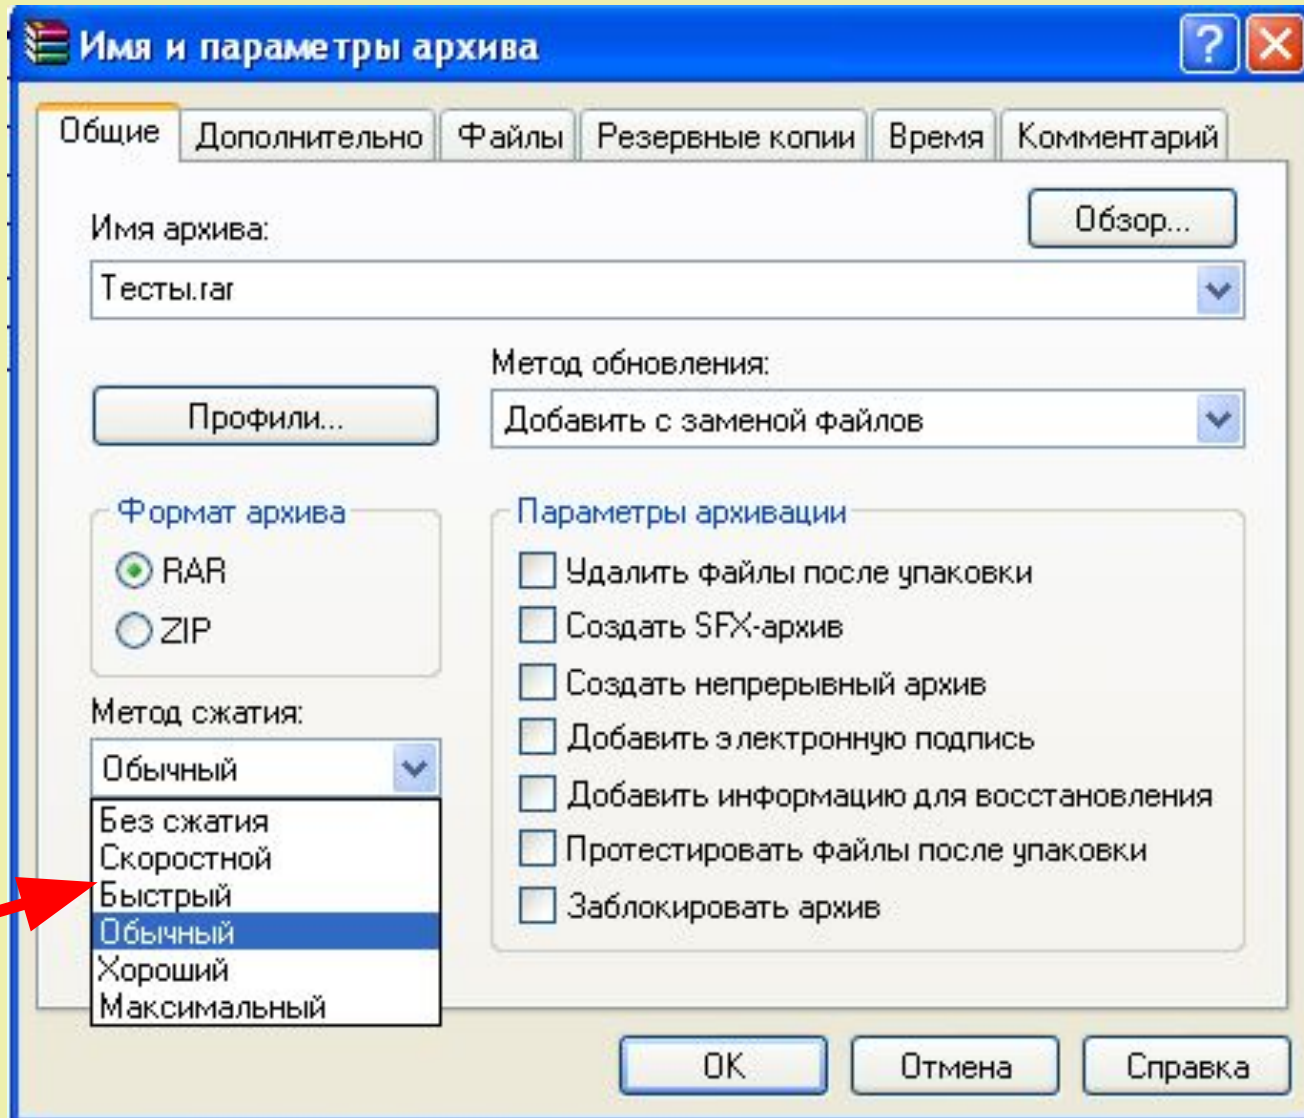 Имя и параметры архива
Общие Дополнительно Файлы Резервные копии Время Комментарий
Имя архива:
Обзор...
Тесты.rar
Метод обновления:
Профили...
Добавить с заменой файлов
Формат архива
RAR
ZIP
Метод сжатия:
Обычный
Без сжатия
Скоростной
Быстрый
Обычный
Хороший
Максимальный
Параметры архивации
Удалить файлы после упаковки
Создать SFX-архив
Создать непрерывный архив
Добавить электронную подпись
Добавить информацию для восстановления
Протестировать файлы после упаковки
Заблокировать архив
OK Отмена Справка